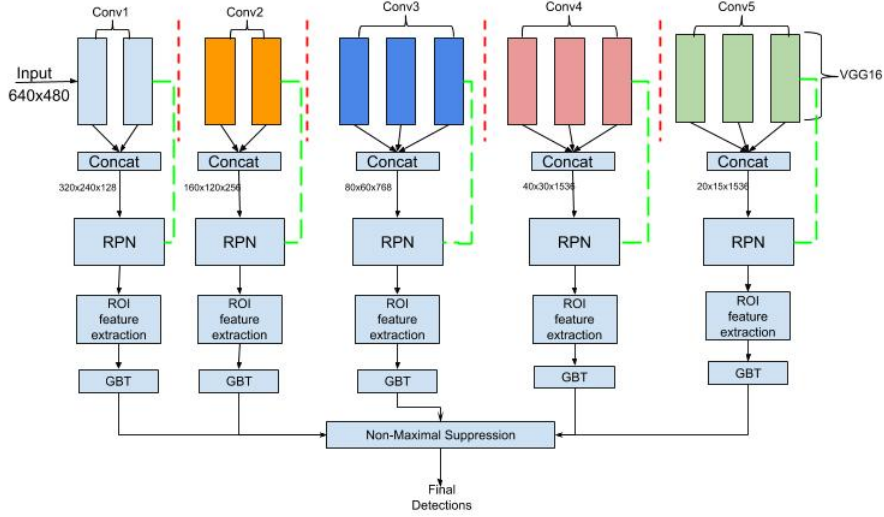 Conv1
Conv2
Conv3
Conv4
Conv5
Input
640x480
VGG16
Concat
Concat
Concat
Concat
Concat
320x240x128
160x120x256
80x60x768
40x30x1536
20x15x1536
RPN
RPN
RPN
RPN
RPN
ROI
feature
extraction
ROI
feature
extraction
ROI
feature
extraction
ROI
feature
extraction
ROI
feature
extraction
GBT
GBT
GBT
GBT
GBT
Non-Maximal Suppression
Final
Detections